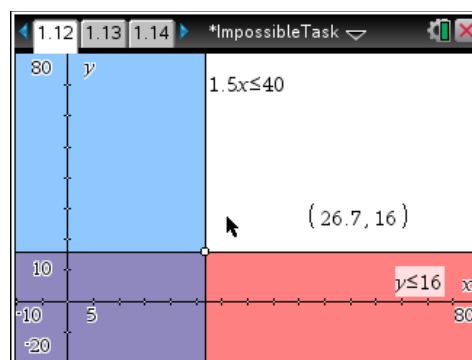 1.12 1.13 1.14 *ImpossibleTask
80 y
1.5x≤40
(26.7, 16)
10
y≤16 x
-10 5 80
-20